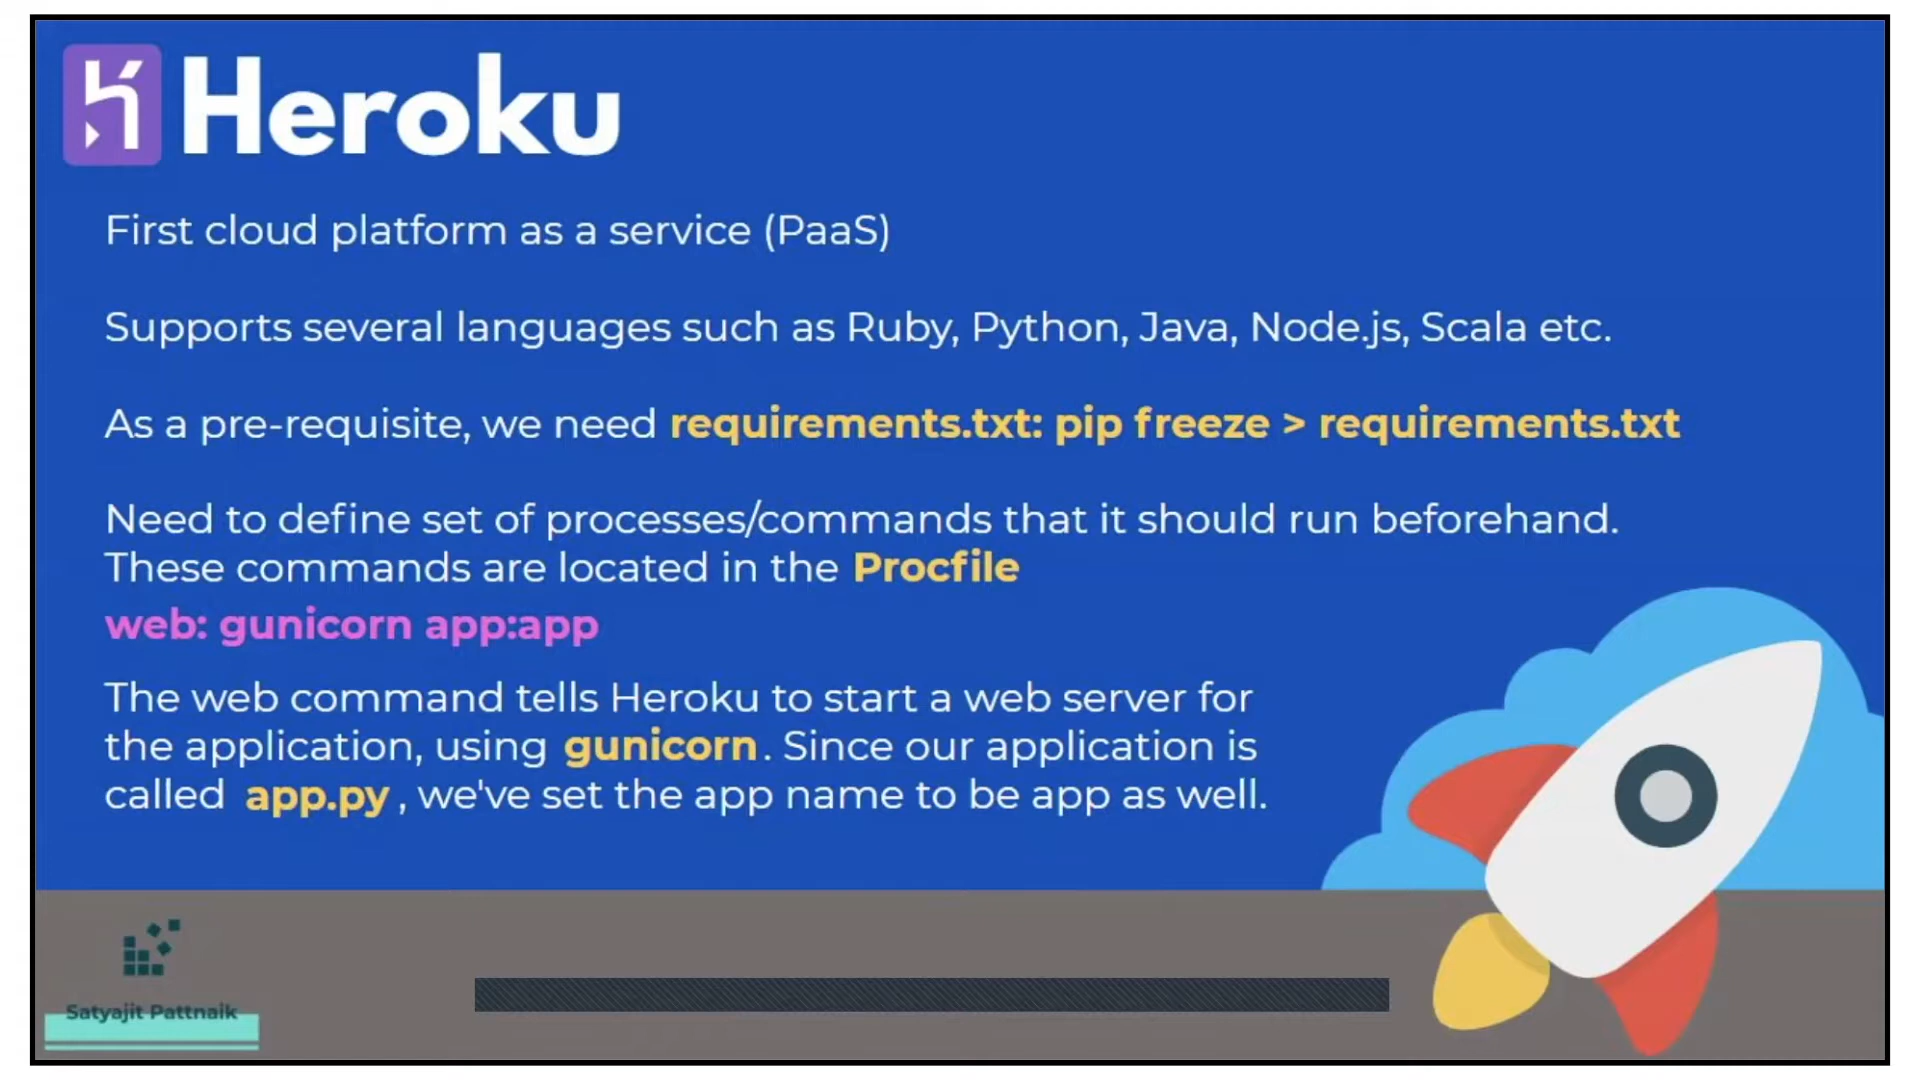 Heroku
First cloud platform as a service (PaaS)
Supports several languages such as Ruby, Python, Java, Node.js, Scala etc.
As a pre-requisite, we need requirements.txt: pip freeze > requirements.txt
Need to define set of processes/commands that it should run beforehand.
These commands are located in the Procfile
web: gunicorn app:app
The web command tells Heroku to start a web server for
the application, using gunicorn. Since our application is
called app.py, we've set the app name to be app as well.
Satyajit Pattnaik